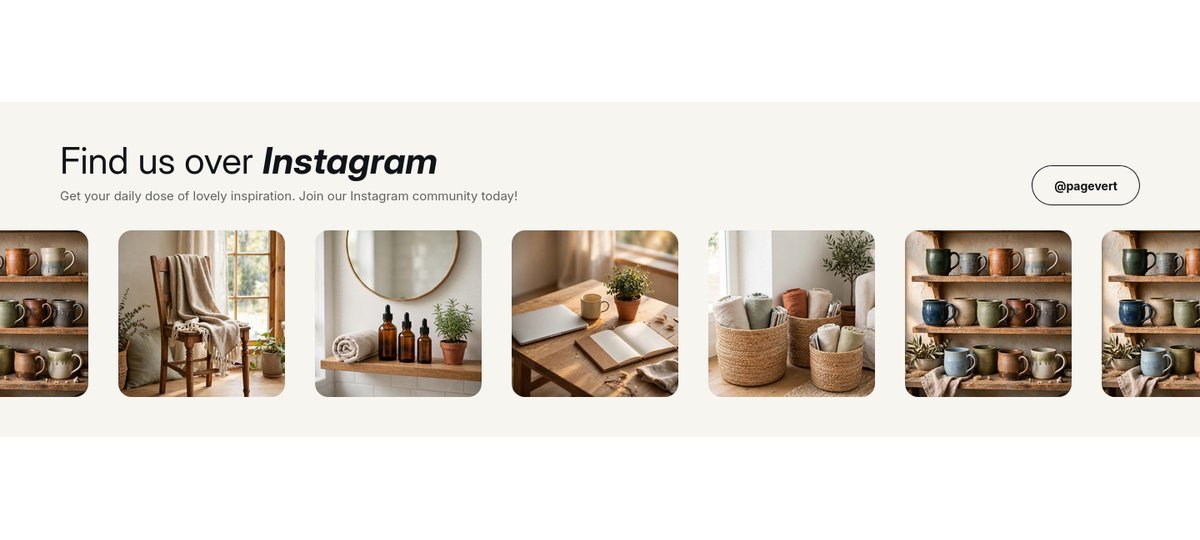 Find us over Instagram
Get your daily dose of lovely inspiration. Join our Instagram community today!
@pagevert